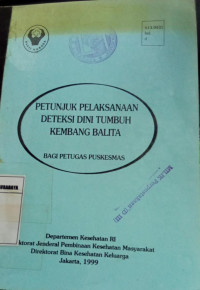 PETUNJUK PELAKSANAAN
DETEKSI DINI TUMBUH
KEMBANG BALITA
BAGI PETUGAS PUSKESMAS
Departemen Kesehatan RI
ktorat Jenderal Pembinaan Kesehatan Masyarakat
Direktorat Bina Kesehatan Keluarga
Jakarta, 1999